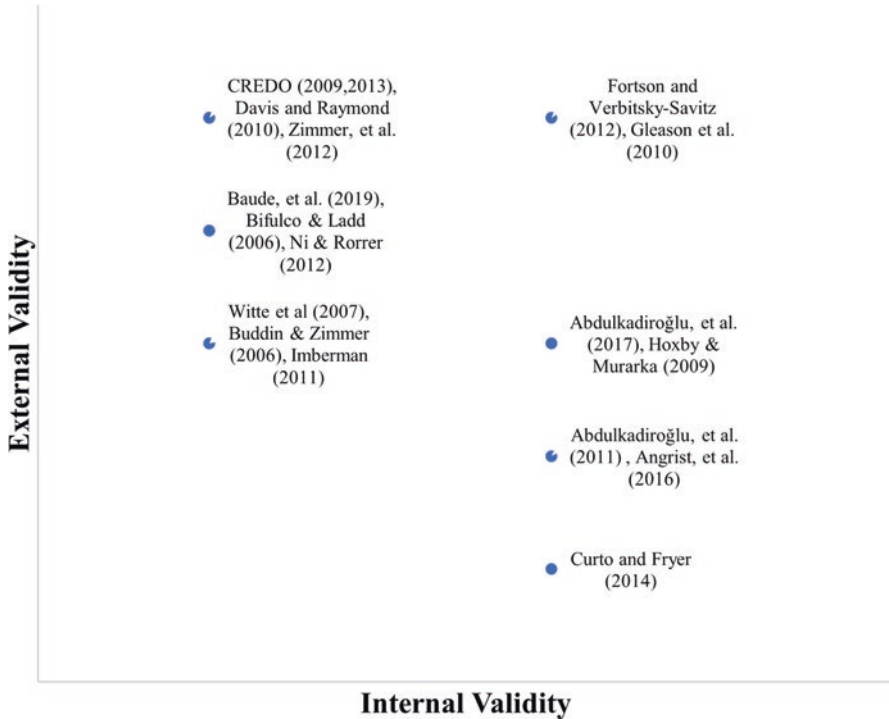 CREDO (2009,2013),
Davis and Raymond
(2010), Zimmer, et al.
(2012)
Fortson and
Verbitsky-Savitz
(2012), Gleason et al.
2010)
Baude, et al. (2019),
Bifulco & Ladd
(2006), Ni & Rorrer
(2012)
Witte et al (2007),
Buddin & Zimmer
(2006), Imberman
(2011)
Abdulkadiroğlu, et al.
(2017), Hoxby &
Murarka (2009)
Abdulkadiroğlu, et al.
(2011) , Angrist, et al.
(2016)
Curto and Fryer
(2014)
External Validity
Internal Validity